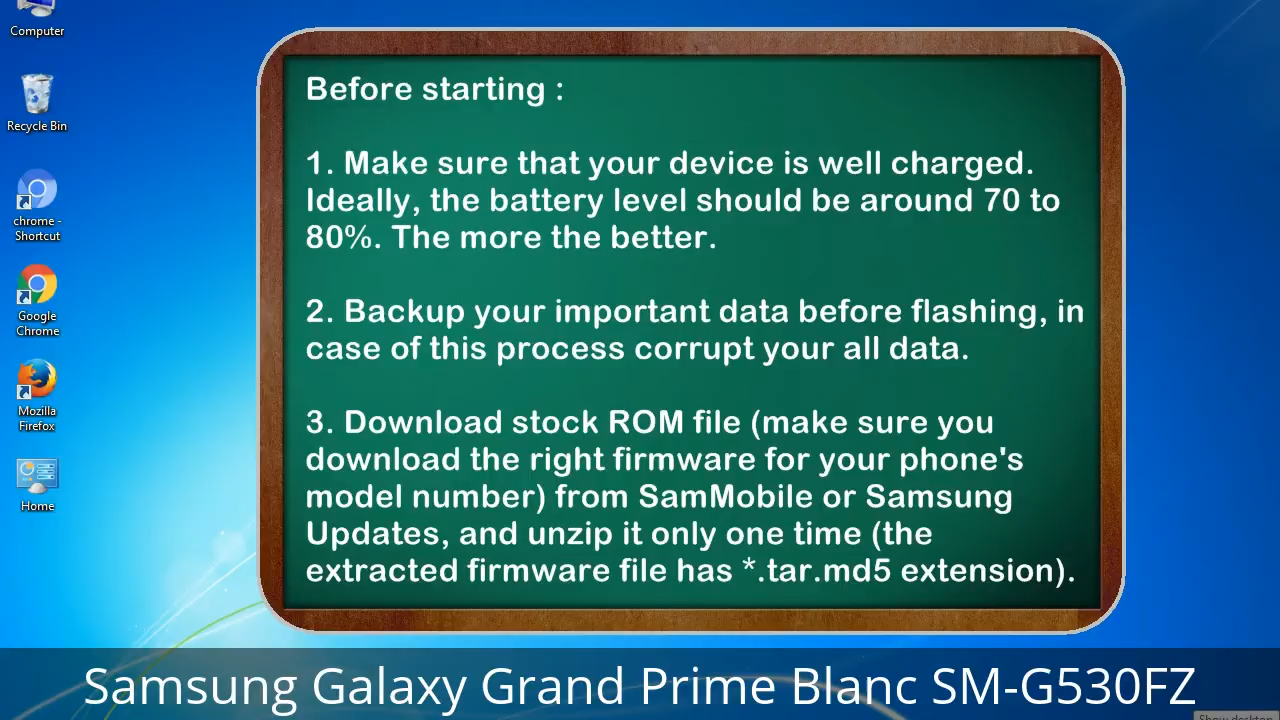 Computer
Recycle Bin
chrome -
Shortcut
Google
Chrome
Mozilla
Firefox
Home
Before starting :
1. Make sure that your device is well charged.
Ideally, the battery level should be around 70 to
80%. The more the better.
2. Backup your important data before flashing, in
case of this process corrupt your all data.
3. Download stock ROM file (make sure you
download the right firmware for your phone's
model number) from SamMobile or Samsung
Updates, and unzip it only one time (the
extracted firmware file has *.tar.md5 extension).
Samsung Galaxy Grand Prime Blanc SM-G530FZ
Show desktop